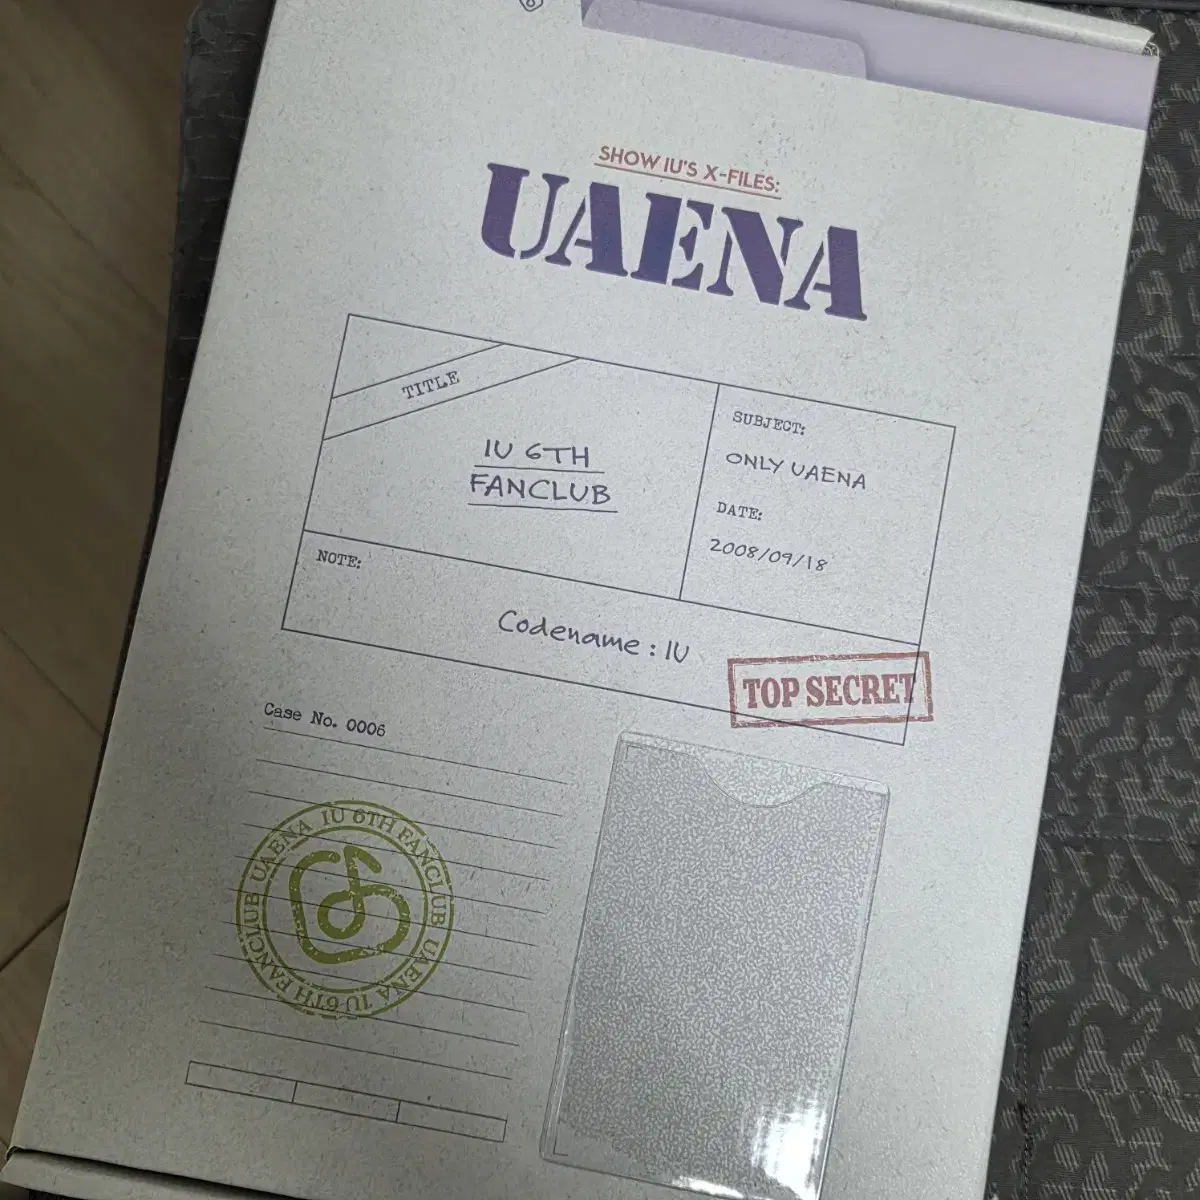 SHOW IU'S X-FILES:
UAENA
TITLE
IU 6TH
FANCLUB
SUBJECT:
ONLY UAENA
DATE:
2008/09/18
NOTE:
Codename : IU
TOP SECRET
Case No. 0006
UAENA IU 6TH FANCLUB UAENA IU 6TH FANCLUB